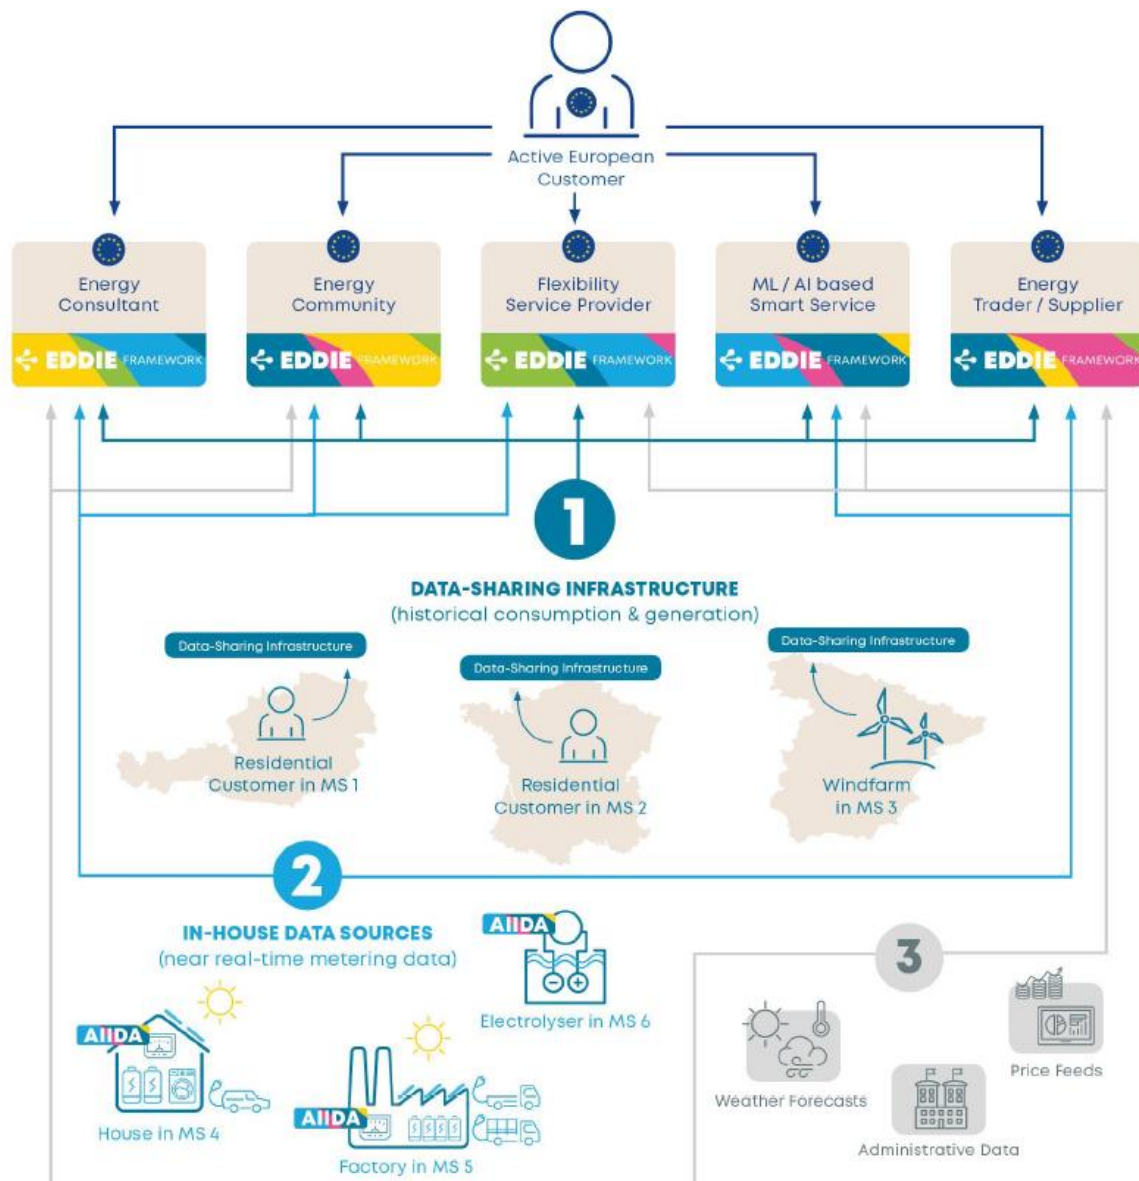 Active European
Customer
Energy
Consultant
Energy
Community
Flexibility
Service Provider
ML / AI based
Smart Service
Energy
Trader / Supplier
EDDIE FRAMEWORK
EDDIE FRAMEWORK
EDDIE FRAMEWORK
EDDIE FRAMEWORK
EDDIE FRAMEWORK
1
DATA-SHARING INFRASTRUCTURE
(historical consumption & generation)
Data-Sharing Infrastructure
Data-Sharing Infrastructure
Data-Sharing Infrastructure
Residential
Customer in MS 1
Residential
Customer in MS 2
Windfarm
in MS 3
2
IN-HOUSE DATA SOURCES
(near real-time metering data)
AIIDA
Electrolyser in MS 6
AIIDA
House in MS 4
AIIDA
Factory in MS 5
3
Weather Forecasts
Administrative Data
Price Feeds